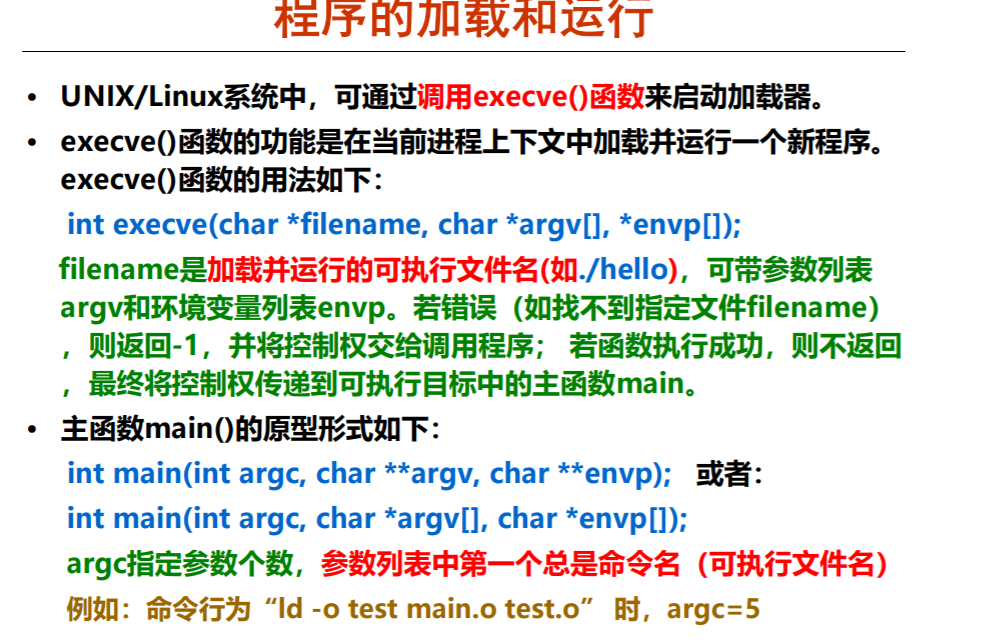 程序的加载和运行
• UNIX/Linux系统中，可通过调用execve()函数来启动加载器。
• execve()函数的功能是在当前进程上下文中加载并运行一个新程序。
execve()函数的用法如下：
int execve(char *filename, char *argv[], *envp[]);
filename是加载并运行的可执行文件名(如./hello)，可带参数列表
argv和环境变量列表envp。若错误（如找不到指定文件filename）
，则返回-1，并将控制权交给调用程序； 若函数执行成功，则不返回
，最终将控制权传递到可执行目标中的主函数main。
• 主函数main()的原型形式如下：
int main(int argc, char **argv, char **envp); 或者：
int main(int argc, char *argv[], char *envp[]);
argc指定参数个数，参数列表中第一个总是命令名（可执行文件名）
例如：命令行为“ld -o test main.o test.o” 时，argc=5